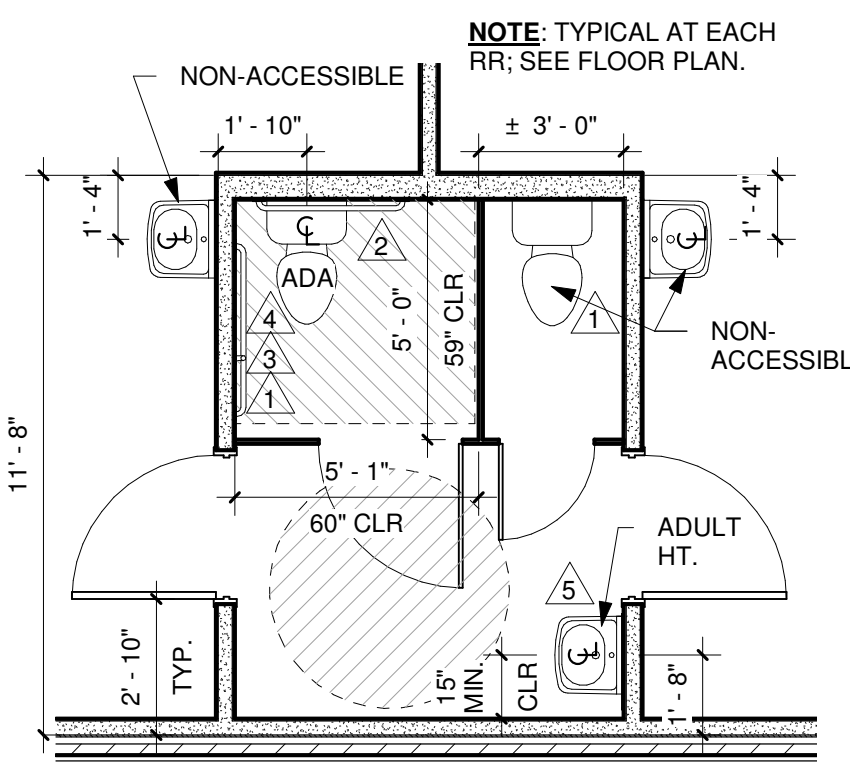 NOTE: TYPICAL AT EACH
RR; SEE FLOOR PLAN.
NON-ACCESSIBLE
1' - 10"
± 3' - 0"
1' - 4"
1' - 4"
℄
℄
℄
ADA
2
4
3
1
5' - 0"
59" CLR
1
NON-
ACCESSIBL
11' - 8"
5' - 1"
60" CLR
ADULT
HT.
5
℄
2' - 10"
TYP.
15"
MIN.
CLR
1' - 8"